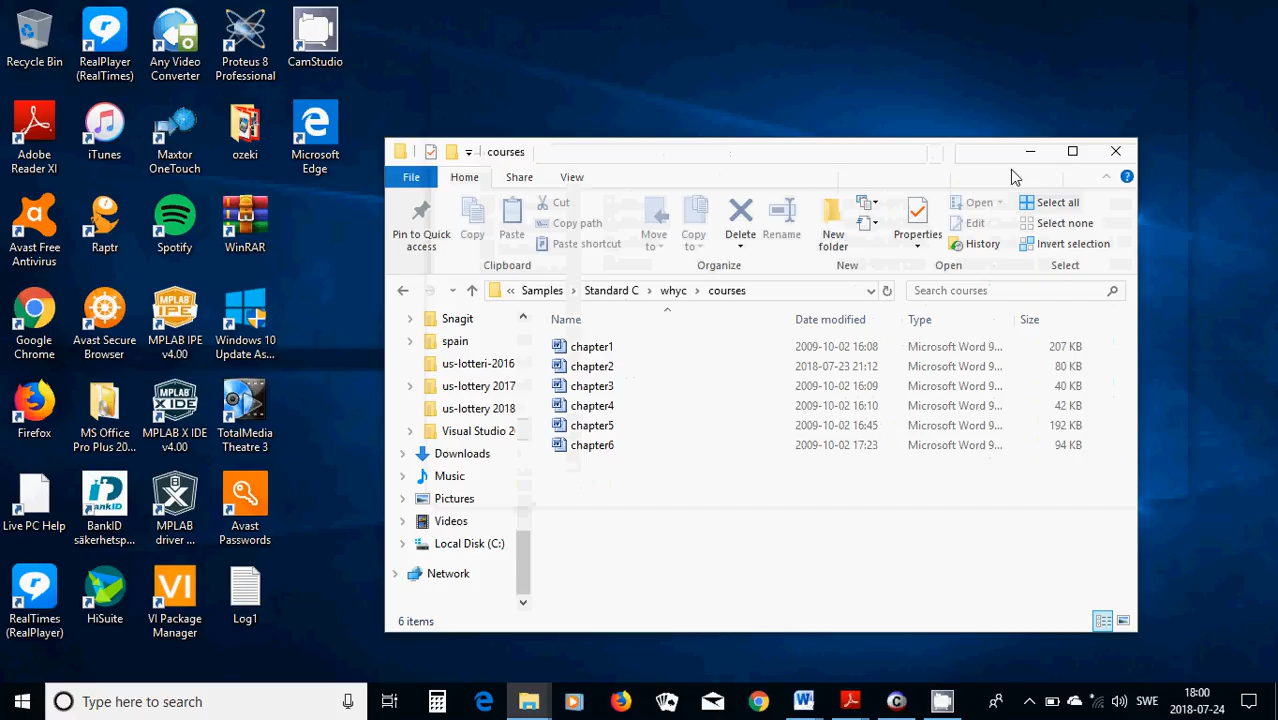 Recycle Bin
RealPlayer
(RealTimes)
Any Video
Converter
Proteus 8
Professional
CamStudio
Adobe
Reader XI
iTunes
Maxtor
OneTouch
ozeki
Microsoft
Edge
Avast Free
Antivirus
Raptr
Spotify
WinRAR
Google
Chrome
Avast Secure
Browser
MPLAB IPE
v4.00
Windows 10
Update As...
Firefox
MS Office
Pro Plus 20...
MPLAB X IDE
v4.00
TotalMedia
Theatre 3
Live PC Help
BankID
säkerhetsp...
MPLAB
driver ...
Avast
Passwords
RealTimes
(RealPlayer)
HiSuite
VI Package
Manager
Log1
courses
File Home Share View
Pin to Quick
access
Copy
Paste
Cut
Copy path
Paste shortcut
Clipboard
Move
to
Copy
to
Delete
Rename
Organize
New
folder
New
Properties
Open
Edit
History
Open
Select all
Select none
Invert selection
Select
« Samples > Standard C > whyc > courses
Search courses
Snagit
spain
us-lotteri-2016
us-lottery 2017
us-lottery 2018
Visual Studio 2
Downloads
Music
Pictures
Videos
Local Disk (C:)
Network
Name Date modified Type Size
chapter1 2009-10-02 16:08 Microsoft Word 9... 207 KB
chapter2 2018-07-23 21:12 Microsoft Word 9... 80 KB
chapter3 2009-10-02 16:09 Microsoft Word 9... 40 KB
chapter4 2009-10-02 16:10 Microsoft Word 9... 42 KB
chapter5 2009-10-02 16:45 Microsoft Word 9... 192 KB
chapter6 2009-10-02 17:23 Microsoft Word 9... 94 KB
6 items
Type here to search
SWE
18:00
2018-07-24